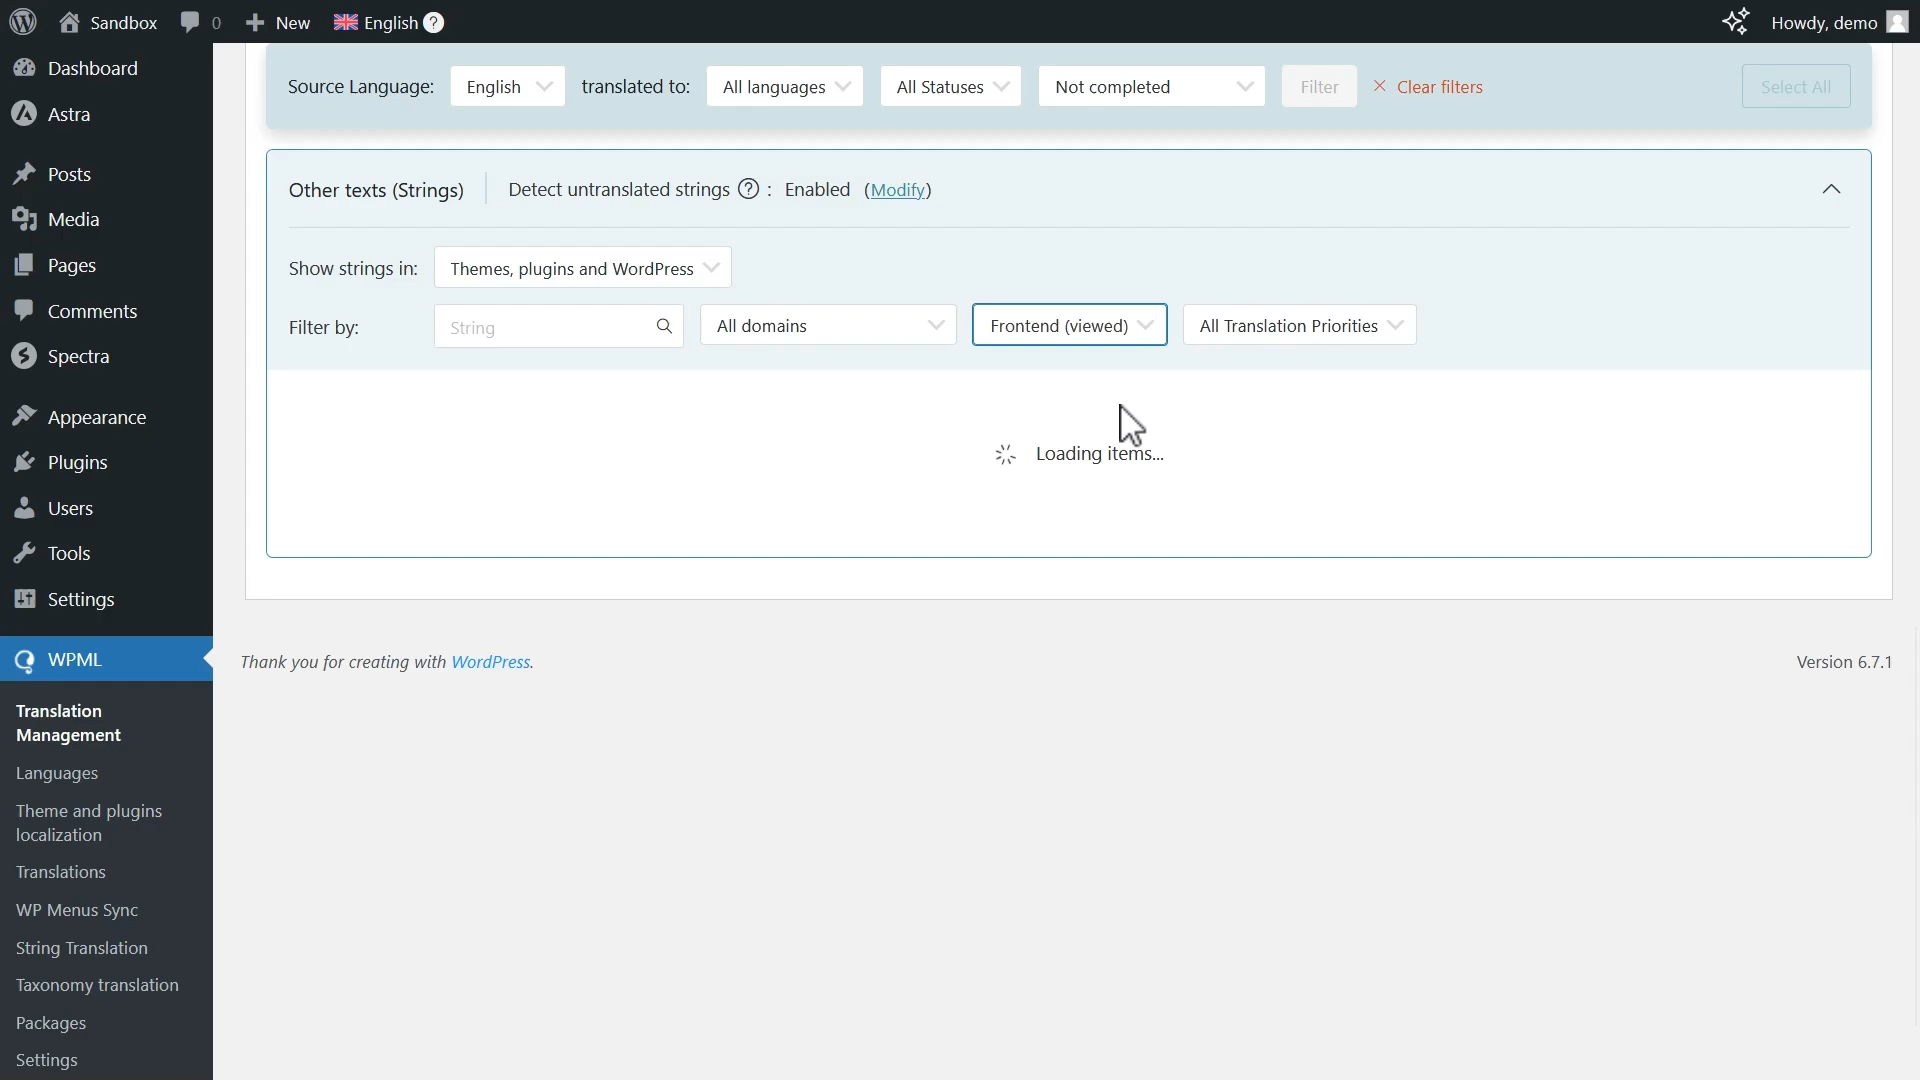 Sandbox
0
New
English ?
Howdy, demo
Dashboard
Astra
Posts
Media
Pages
Comments
Spectra
Appearance
Plugins
Users
Tools
Settings
WPML
Translation
Management
Languages
Theme and plugins
localization
Translations
WP Menus Sync
String Translation
Taxonomy translation
Packages
Settings
Source Language: English translated to: All languages All Statuses Not completed Filter × Clear filters Select All
Other texts (Strings) Detect untranslated strings ? : Enabled (Modify)
Show strings in: Themes, plugins and WordPress
Filter by: String All domains Frontend (viewed) All Translation Priorities
Loading items...
Thank you for creating with WordPress.
Version 6.7.1